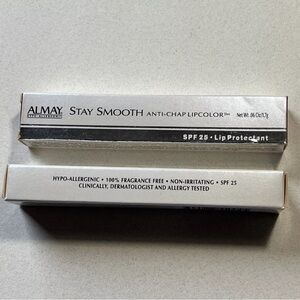 ALMAY STAY SMOOTH ANTI-CHAP LIPCOLOR™ Net Wt. .06 Oz/1.7g
SPF 25 • Lip Protectant
HYPO-ALLERGENIC • 100% FRAGRANCE FREE • NON-IRRITATING • SPF 25
CLINICALLY, DERMATOLOGIST AND ALLERGY TESTED